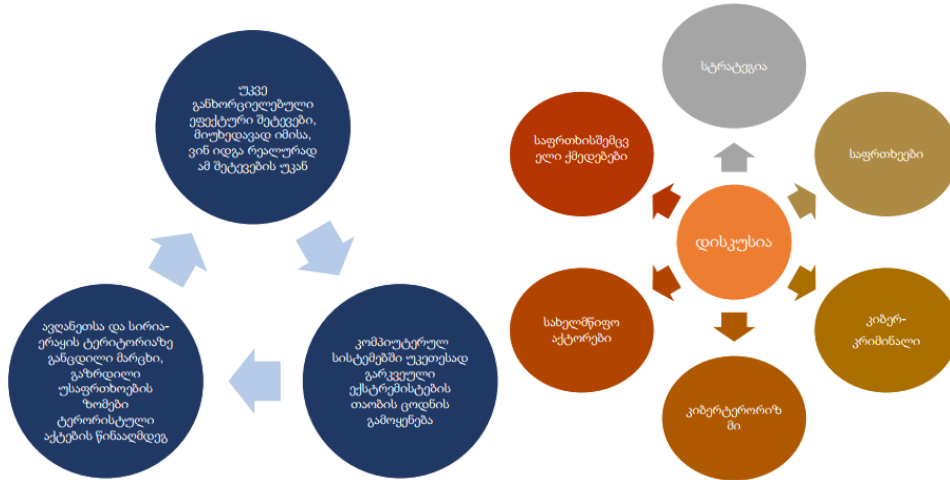 უკვე
განხორციელებული
ეფექტური შეტევები,
მიუხედავად იმისა,
ვინ იდგა რეალურად
ამ შეტევების უკან
კომპიუტერულ
სისტემებში უკეთესად
გარკვეული
ექსტრემისტების
თაობის ცოდნის
გამოყენება
ავღანეთსა და სირია-
ერაყის ტერიტორიაზე
განცდილი მარცხი,
გაზრდილი
უსაფრთხოების
ზომები
ტერორისტული
აქტების წინააღმდეგ
დისკუსია
სტრატეგია
საფრთხეები
კიბერ-
კრიმინალი
კიბერტერორიზ
მი
სახელმწიფო
აქტორები
საფრთხისშემცვ
ელი ქმედებები